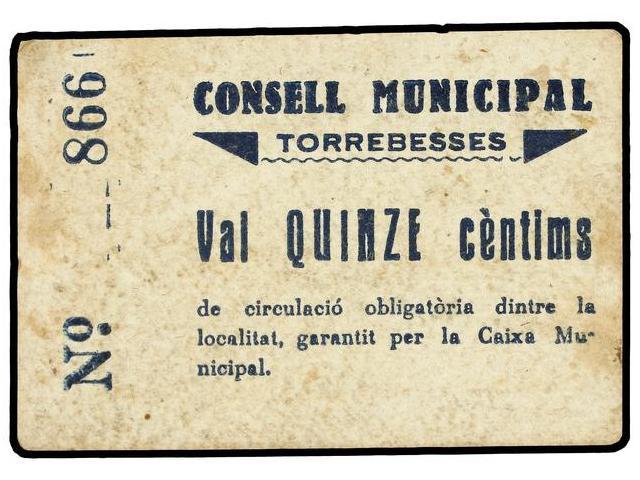 CONSELL MUNICIPAL
TORREBESSES
Val QUINZE cèntims
de circulació obligatòria dintre la
localitat, garantit per la Caixa Mu-
nicipal.
Nº 998